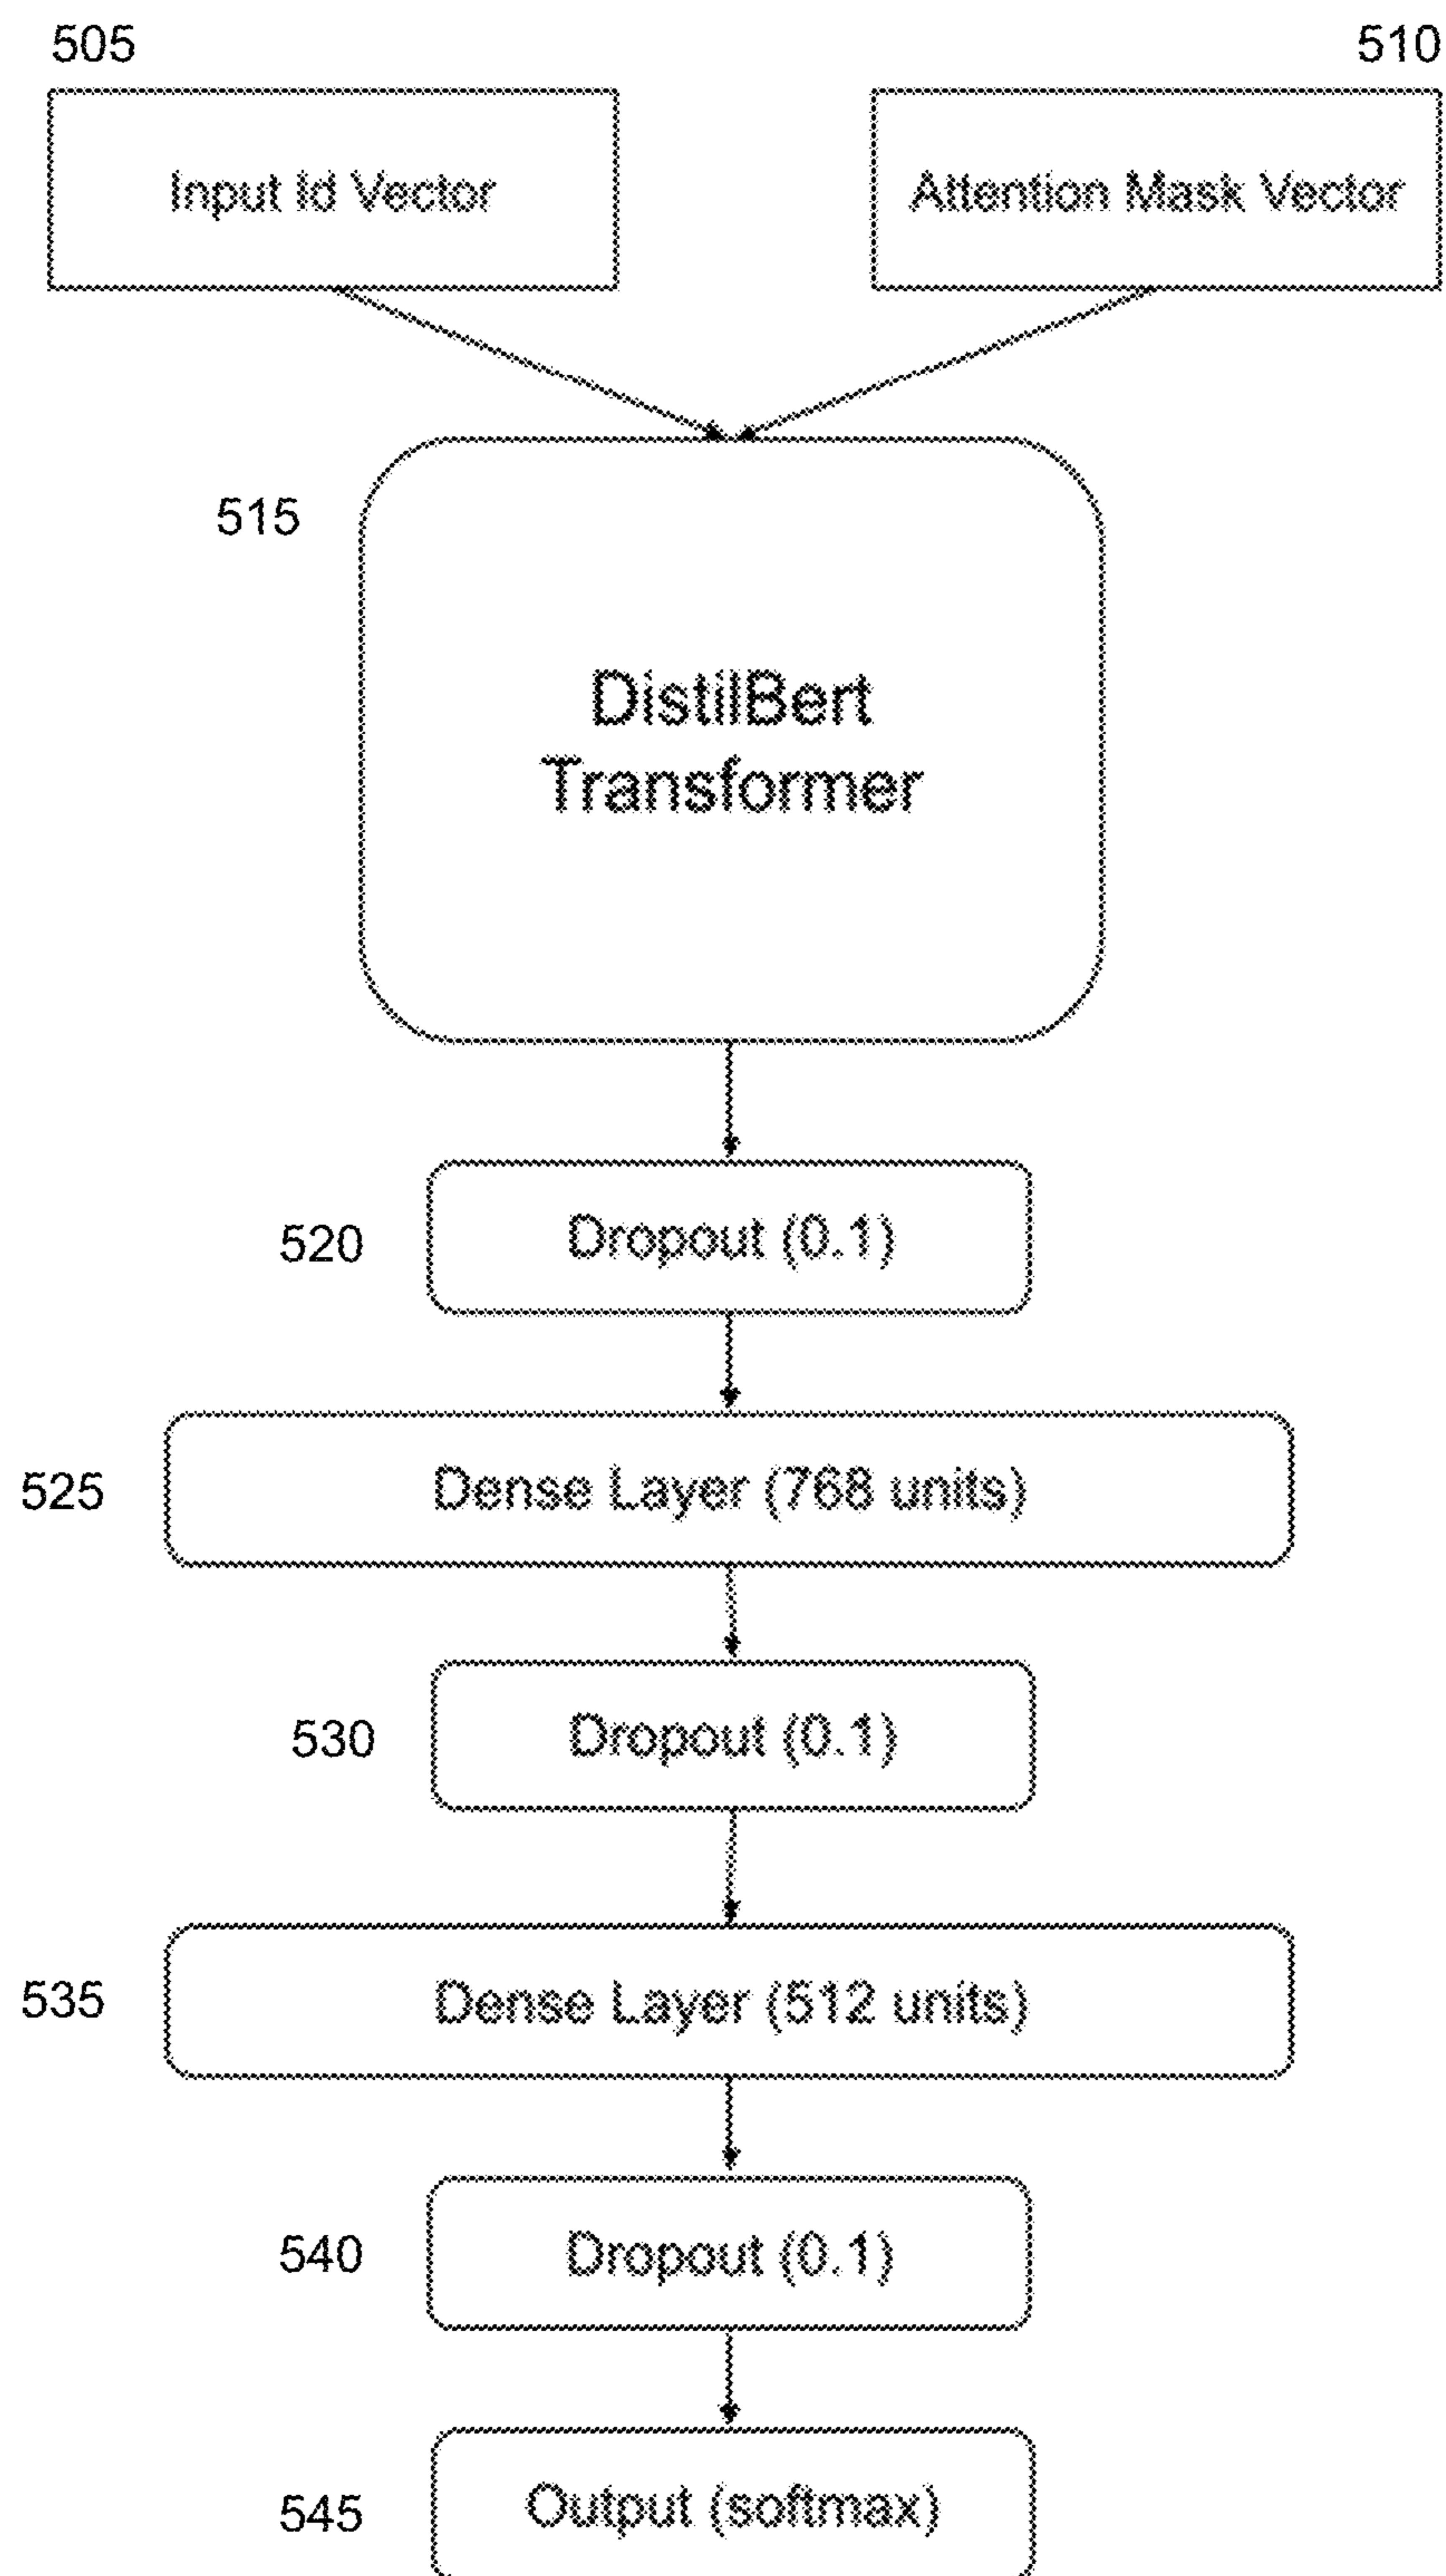 505
510
Input Id Vector
Attention Mask Vector
515
DistilBert
Transformer
520
Dropout (0.1)
525
Dense Layer (768 units)
530
Dropout (0.1)
535
Dense Layer (512 units)
540
Dropout (0.1)
545
Output (softmax)